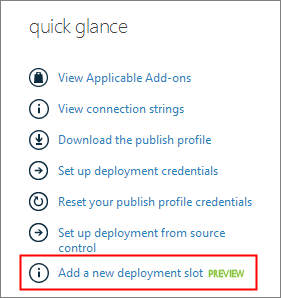 quick glance
View Applicable Add-ons
View connection strings
Download the publish profile
Set up deployment credentials
Reset your publish profile credentials
Set up deployment from source
control
Add a new deployment slot PREVIEW